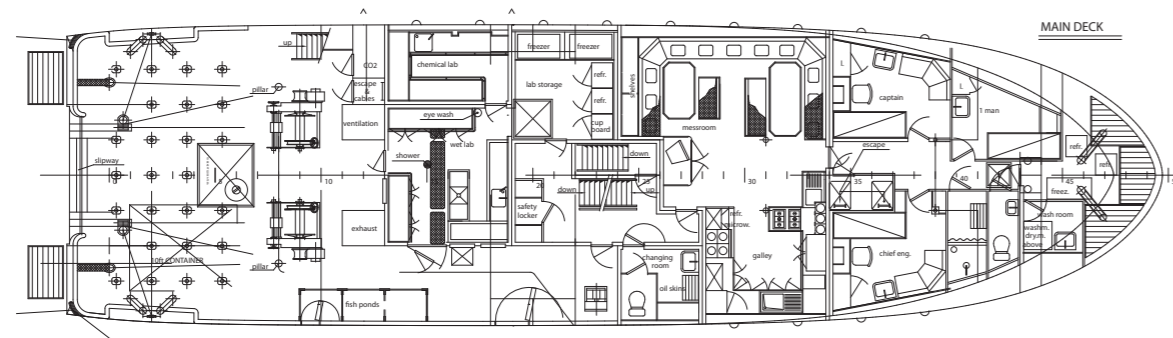 MAIN DECK
up
CO2
escape
&
cables
pillar
ventilation
slipway
5
10
exhaust
10ft CONTAINER
pillar
fish ponds
chemical lab
freezer
freezer
lab storage
refr.
refr.
cup
board
shelves
eye wash
wet lab
shower
messroom
down
down
up
20
25
30
safety
locker
changing
room
oil skins
refr.
microw.
galley
captain
1 man
escape
35
40
45
refr.
refr.
freez.
wash room
washm.
dry.m.
above
chief eng.